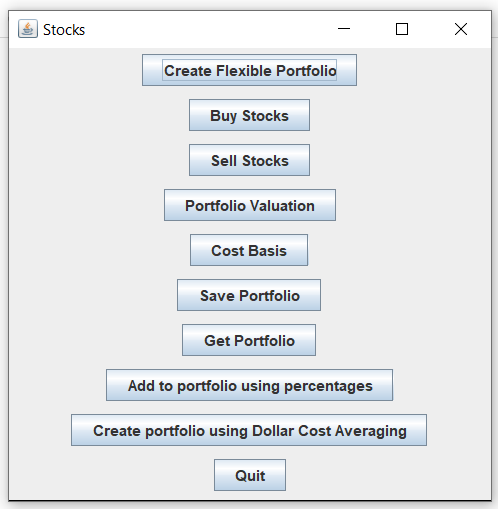 Stocks
Create Flexible Portfolio
Buy Stocks
Sell Stocks
Portfolio Valuation
Cost Basis
Save Portfolio
Get Portfolio
Add to portfolio using percentages
Create portfolio using Dollar Cost Averaging
Quit